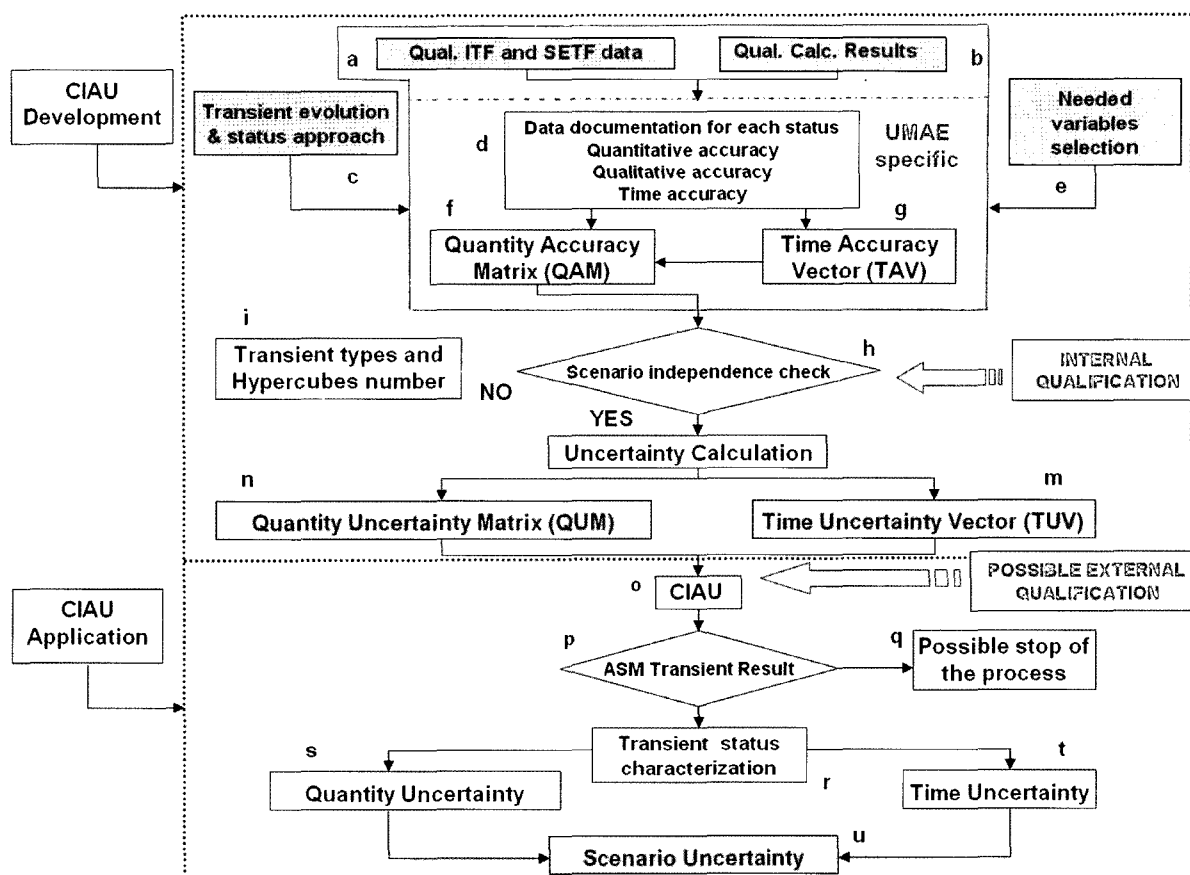 a
Qual. ITF and SETF data
Qual. Calc. Results
b
CIAU
Development
Transient evolution
& status approach
c
d
Data documentation for each status
Quantitative accuracy
Qualitative accuracy
Time accuracy
UMAE
specific
Needed
variables
selection
e
f
Quantity Accuracy
Matrix (QAM)
g
Time Accuracy
Vector (TAV)
i
Transient types and
Hypercubes number
h
Scenario independence check
NO
YES
INTERNAL
QUALIFICATION
Uncertainty Calculation
n
Quantity Uncertainty Matrix (QUM)
m
Time Uncertainty Vector (TUV)
POSSIBLE EXTERNAL
QUALIFICATION
CIAU
Application
o
CIAU
p
ASM Transient Result
q
Possible stop of
the process
Transient status
characterization
r
s
Quantity Uncertainty
t
Time Uncertainty
u
Scenario Uncertainty